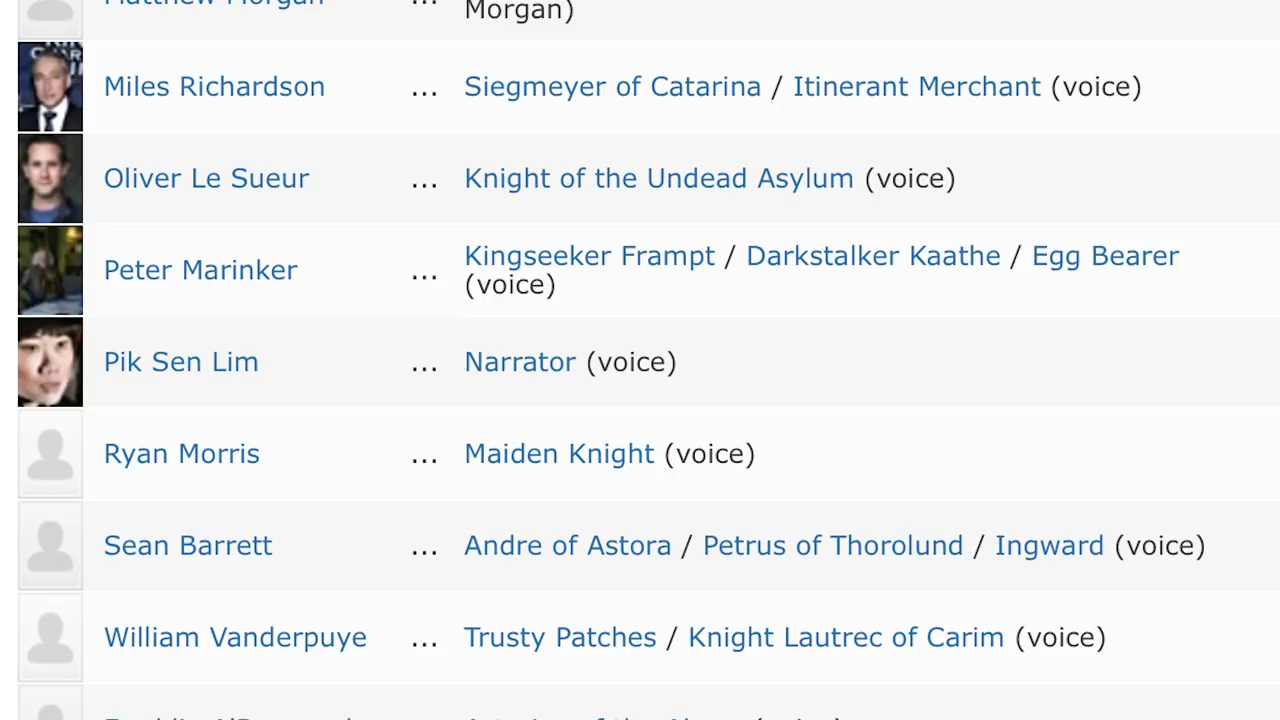 Matthew Morgan ... Morgan)
Miles Richardson ... Siegmeyer of Catarina / Itinerant Merchant (voice)
Oliver Le Sueur ... Knight of the Undead Asylum (voice)
Peter Marinker ... Kingseeker Frampt / Darkstalker Kaathe / Egg Bearer
(voice)
Pik Sen Lim ... Narrator (voice)
Ryan Morris ... Maiden Knight (voice)
Sean Barrett ... Andre of Astora / Petrus of Thorolund / Ingward (voice)
William Vanderpuye ... Trusty Patches / Knight Lautrec of Carim (voice)